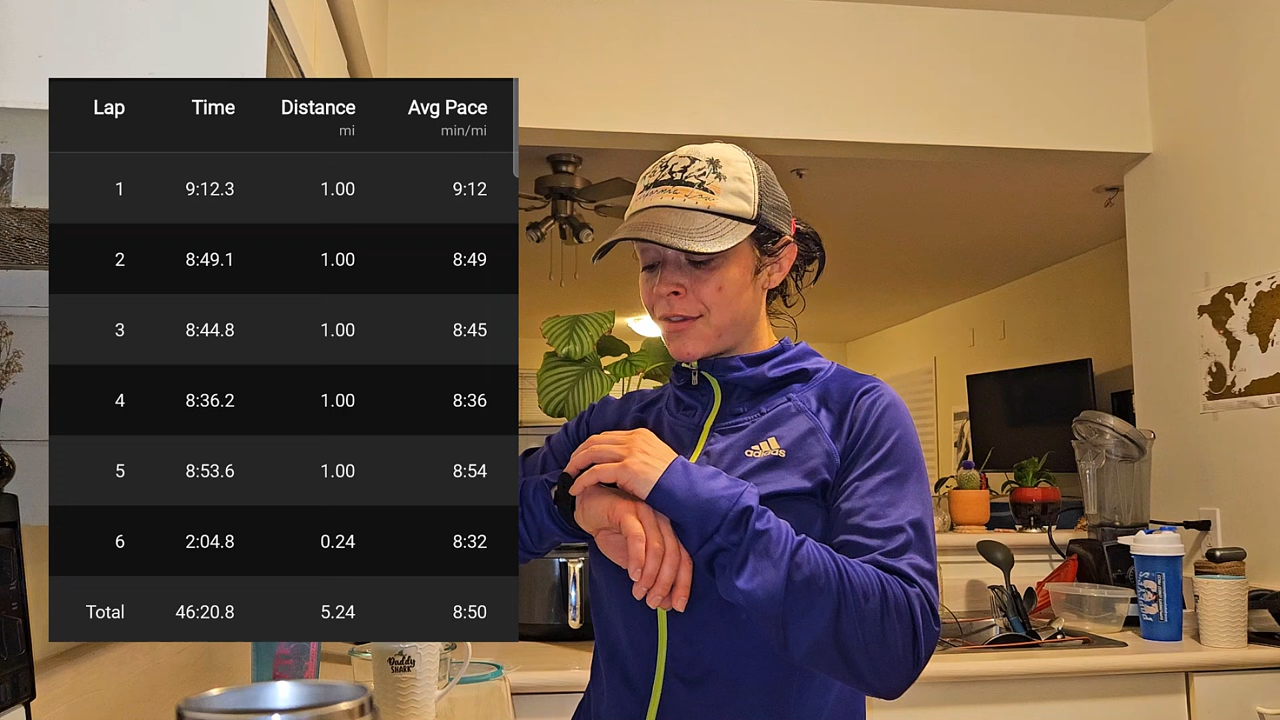 Lap Time Distance Avg Pace
mi min/mi
1 9:12.3 1.00 9:12
2 8:49.1 1.00 8:49
3 8:44.8 1.00 8:45
4 8:36.2 1.00 8:36
5 8:53.6 1.00 8:54
6 2:04.8 0.24 8:32
Total 46:20.8 5.24 8:50
adidas
Daddy
SHARK